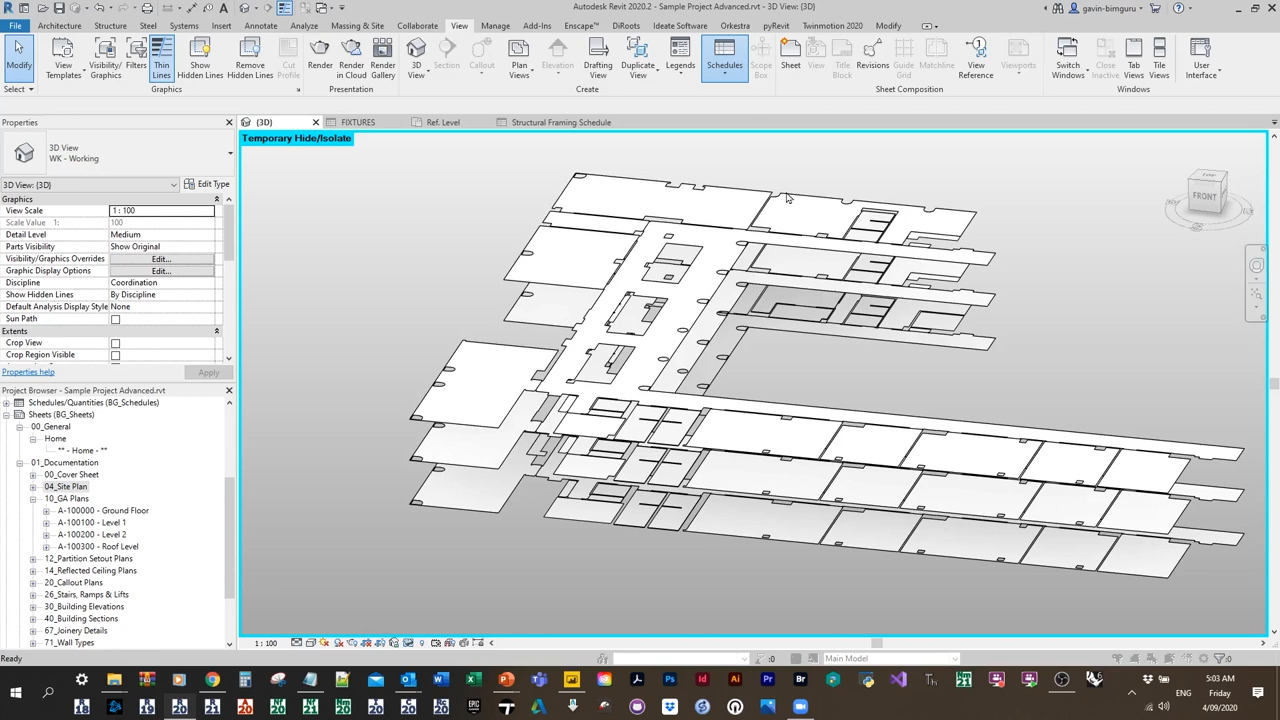 Autodesk Revit 2020.2 - Sample Project Advanced.rvt - 3D View: {3D}
gavin-bimguru
File Architecture Structure Steel Systems Insert Annotate Analyze Massing & Site Collaborate View Manage Add-Ins Enscape™ DiRoots Ideate Software BIM Orkestra pyRevit Twinmotion 2020 Modify
Modify
View Templates
Visibility/ Graphics
Filters
Thin Lines
Show Hidden Lines
Remove Hidden Lines
Cut Profile
Render
Render in Cloud
Render Gallery
3D View
Section
Callout
Plan Views
Elevation
Drafting View
Duplicate View
Legends
Schedules
Scope Box
Sheet
View
Title Block
Revisions
Guide Grid
Matchline
View Reference
Viewports
Switch Windows
Close Inactive
Tab Views
Tile Views
User Interface
Select Graphics Presentation Create Sheet Composition Windows
Properties
{3D} FIXTURES Ref. Level Structural Framing Schedule
3D View
WK - Working
3D View: {3D} Edit Type
Graphics
View Scale 1 : 100
Scale Value 1: 100
Detail Level Medium
Parts Visibility Show Original
Visibility/Graphics Overrides Edit...
Graphic Display Options Edit...
Discipline Coordination
Show Hidden Lines By Discipline
Default Analysis Display Style None
Sun Path
Extents
Crop View
Crop Region Visible
Properties help Apply
Temporary Hide/Isolate
TOP
FRONT
Project Browser - Sample Project Advanced.rvt
Schedules/Quantities (BG_Schedules)
Sheets (BG_Sheets)
00_General
Home
** - Home - **
01_Documentation
00_Cover Sheet
04_Site Plan
10_GA Plans
A-100000 - Ground Floor
A-100100 - Level 1
A-100200 - Level 2
A-100300 - Roof Level
12_Partition Setout Plans
14_Reflected Ceiling Plans
20_Callout Plans
26_Stairs, Ramps & Lifts
30_Building Elevations
40_Building Sections
67_Joinery Details
71_Wall Types
1 : 100
Ready
:0
Main Model
:0
5:03 AM
ENG Friday
4/09/2020